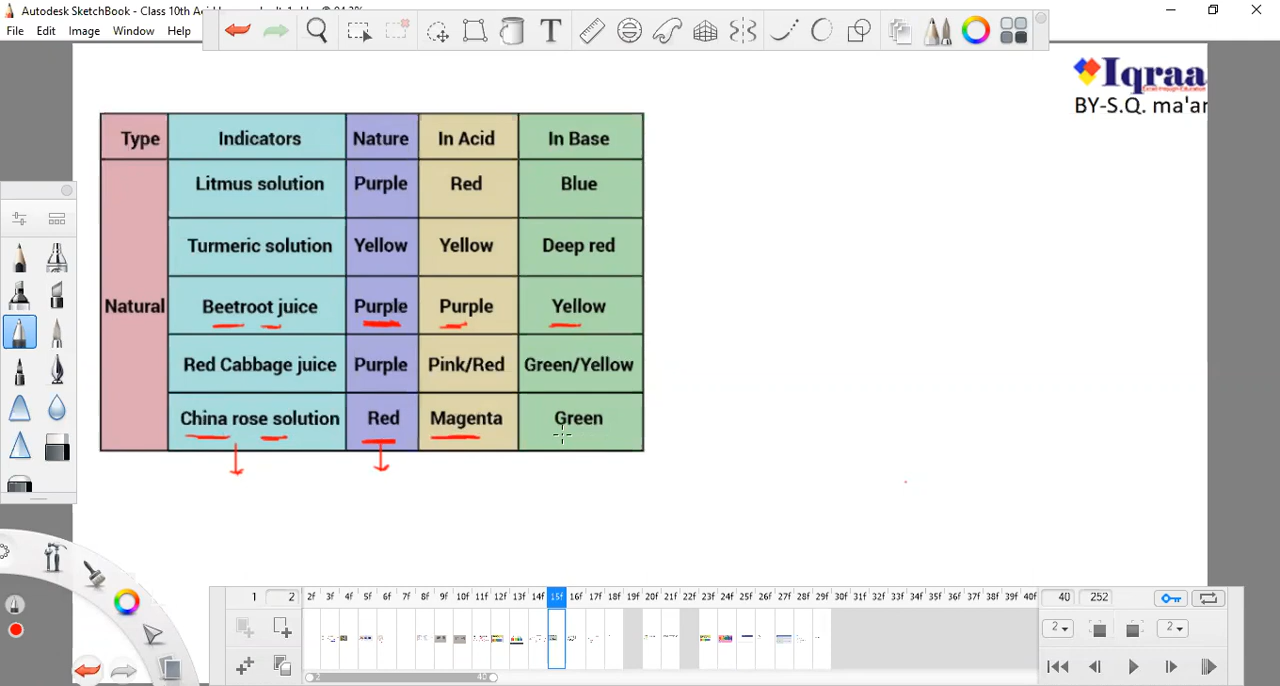 Autodesk SketchBook - Class 10th
File Edit Image Window Help
Iqraa
BY-S.Q. ma'ar
Type Indicators Nature In Acid In Base
Litmus solution Purple Red Blue
Turmeric solution Yellow Yellow Deep red
Natural Beetroot juice Purple Purple Yellow
Red Cabbage juice Purple Pink/Red Green/Yellow
China rose solution Red Magenta Green
1 2 2f 3f 4f 5f 6f 7f 8f 9f 10f 11f 12f 13f 14f 15f 16f 17f 18f 19f 20f 21f 22f 23f 24f 25f 26f 27f 28f 29f 30f 31f 32f 33f 34f 35f 36f 37f 38f 39f 40f 40 252
2 2
2 40